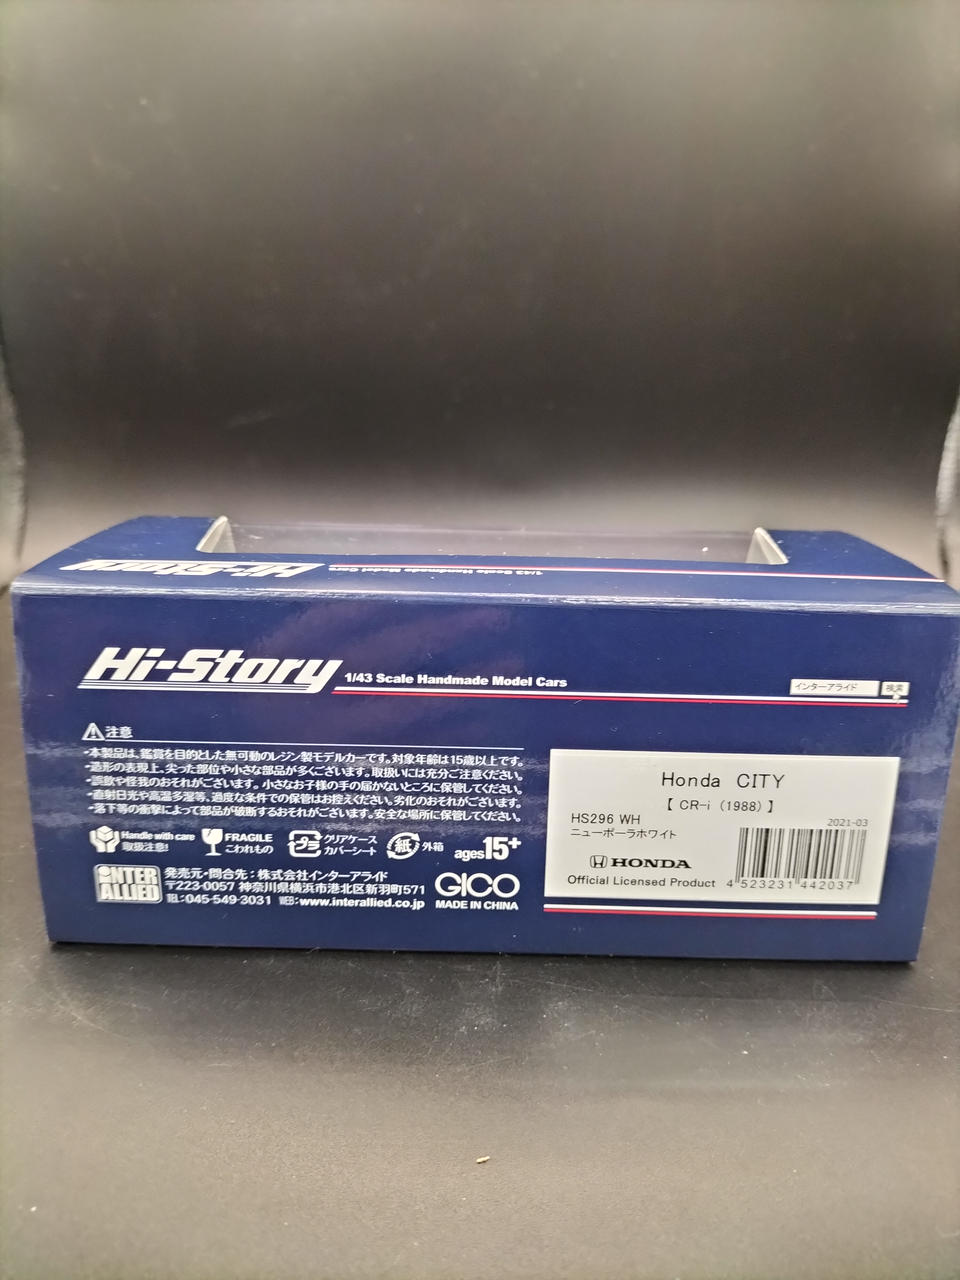 Hi-Story 1/43 Scale Handmade Model Cars
Hi-Story 1/43 Scale Handmade Model Cars
インターアライド 検索
注意
・本製品は、鑑賞を目的とした無可動のレジン製モデルカーです。対象年齢は15歳以上です。
・造形の表現上、尖った部位や小さな部品が多くございます。取扱いには充分ご注意ください。
・誤飲や怪我のおそれがございます。小さなお子様の手の届かないところに保管してください。
・直射日光や高温多湿等、過度な条件での保管はお控えください。劣化のおそれがございます。
・落下等の衝撃によって部品が破断するおそれがございます。安全な場所に保管してください。
Handle with care
取扱注意!
FRAGILE
こわれもの
プラ
クリアケース
カバーシート
紙 外箱
ages15+
INTER
ALLIED
発売元・問合先:株式会社インターアライド
〒223-0057 神奈川県横浜市港北区新羽町571
TEL:045-549-3031 WEB:www.interallied.co.jp
GICO
MADE IN CHINA
Honda CITY
【 CR-i (1988) 】
HS296 WH
ニューポーラホワイト
2021-03
HONDA
Official Licensed Product
4 523231 442037